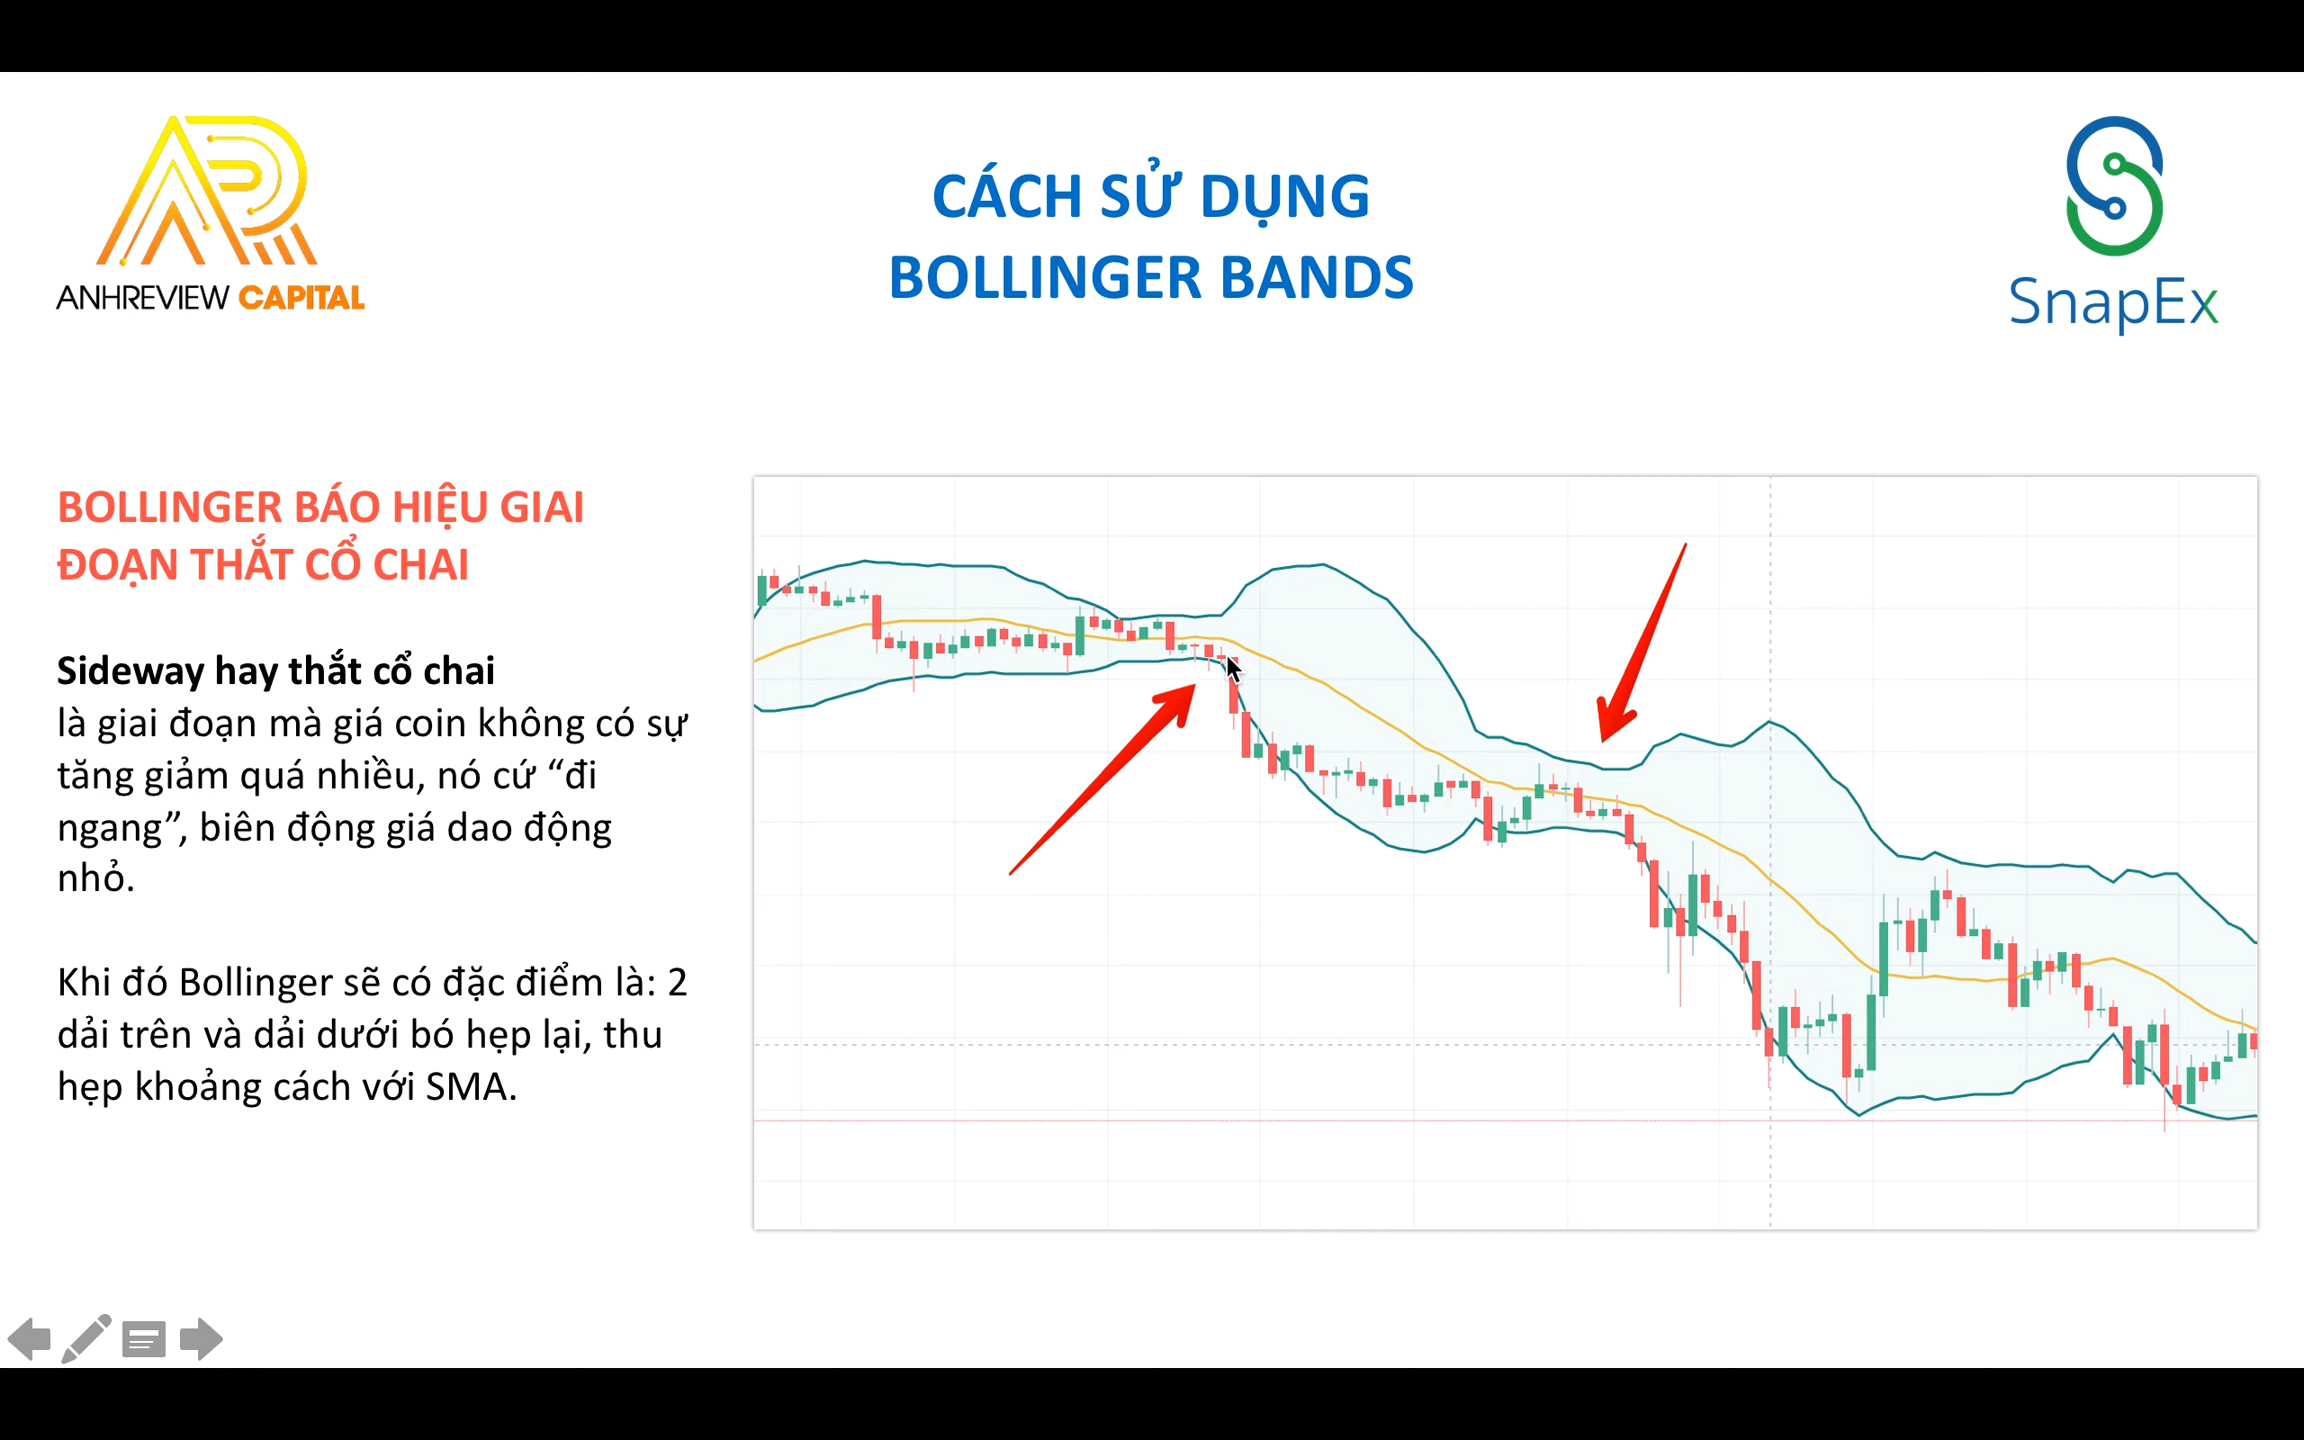 ANHREVIEW CAPITAL
CÁCH SỬ DỤNG
BOLLINGER BANDS
SnapEx
BOLLINGER BÁO HIỆU GIAI
ĐOẠN THẮT CỔ CHAI
Sideway hay thắt cổ chai
là giai đoạn mà giá coin không có sự
tăng giảm quá nhiều, nó cứ “đi
ngang”, biên động giá dao động
nhỏ.
Khi đó Bollinger sẽ có đặc điểm là: 2
dải trên và dải dưới bó hẹp lại, thu
hẹp khoảng cách với SMA.